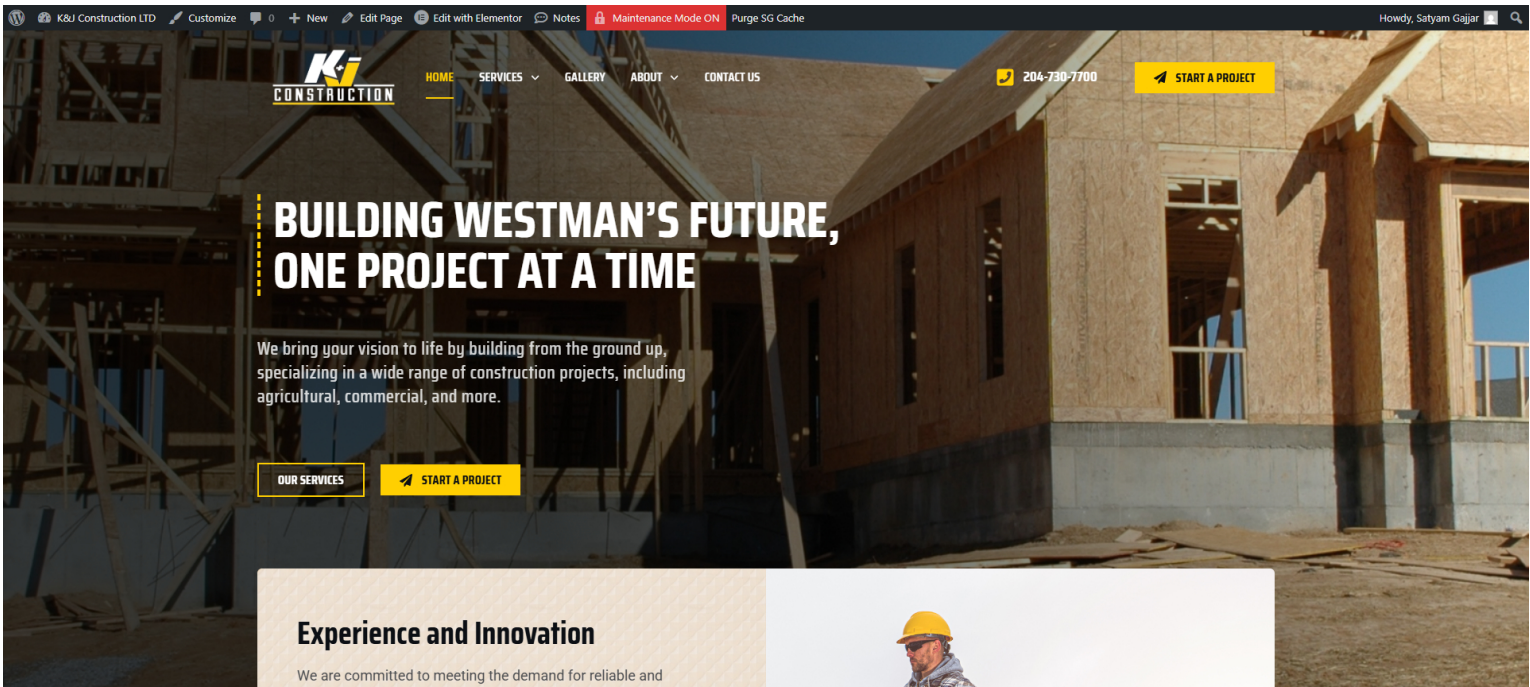 K&J Construction LTD Customize 0 New Edit Page Edit with Elementor Notes Maintenance Mode ON Purge SG Cache Howdy, Satyam Gajjar
K+J
CONSTRUCTION
HOME SERVICES GALLERY ABOUT CONTACT US 204-730-7700 START A PROJECT
BUILDING WESTMAN’S FUTURE,
ONE PROJECT AT A TIME
We bring your vision to life by building from the ground up,
specializing in a wide range of construction projects, including
agricultural, commercial, and more.
OUR SERVICES START A PROJECT
Experience and Innovation
We are committed to meeting the demand for reliable and